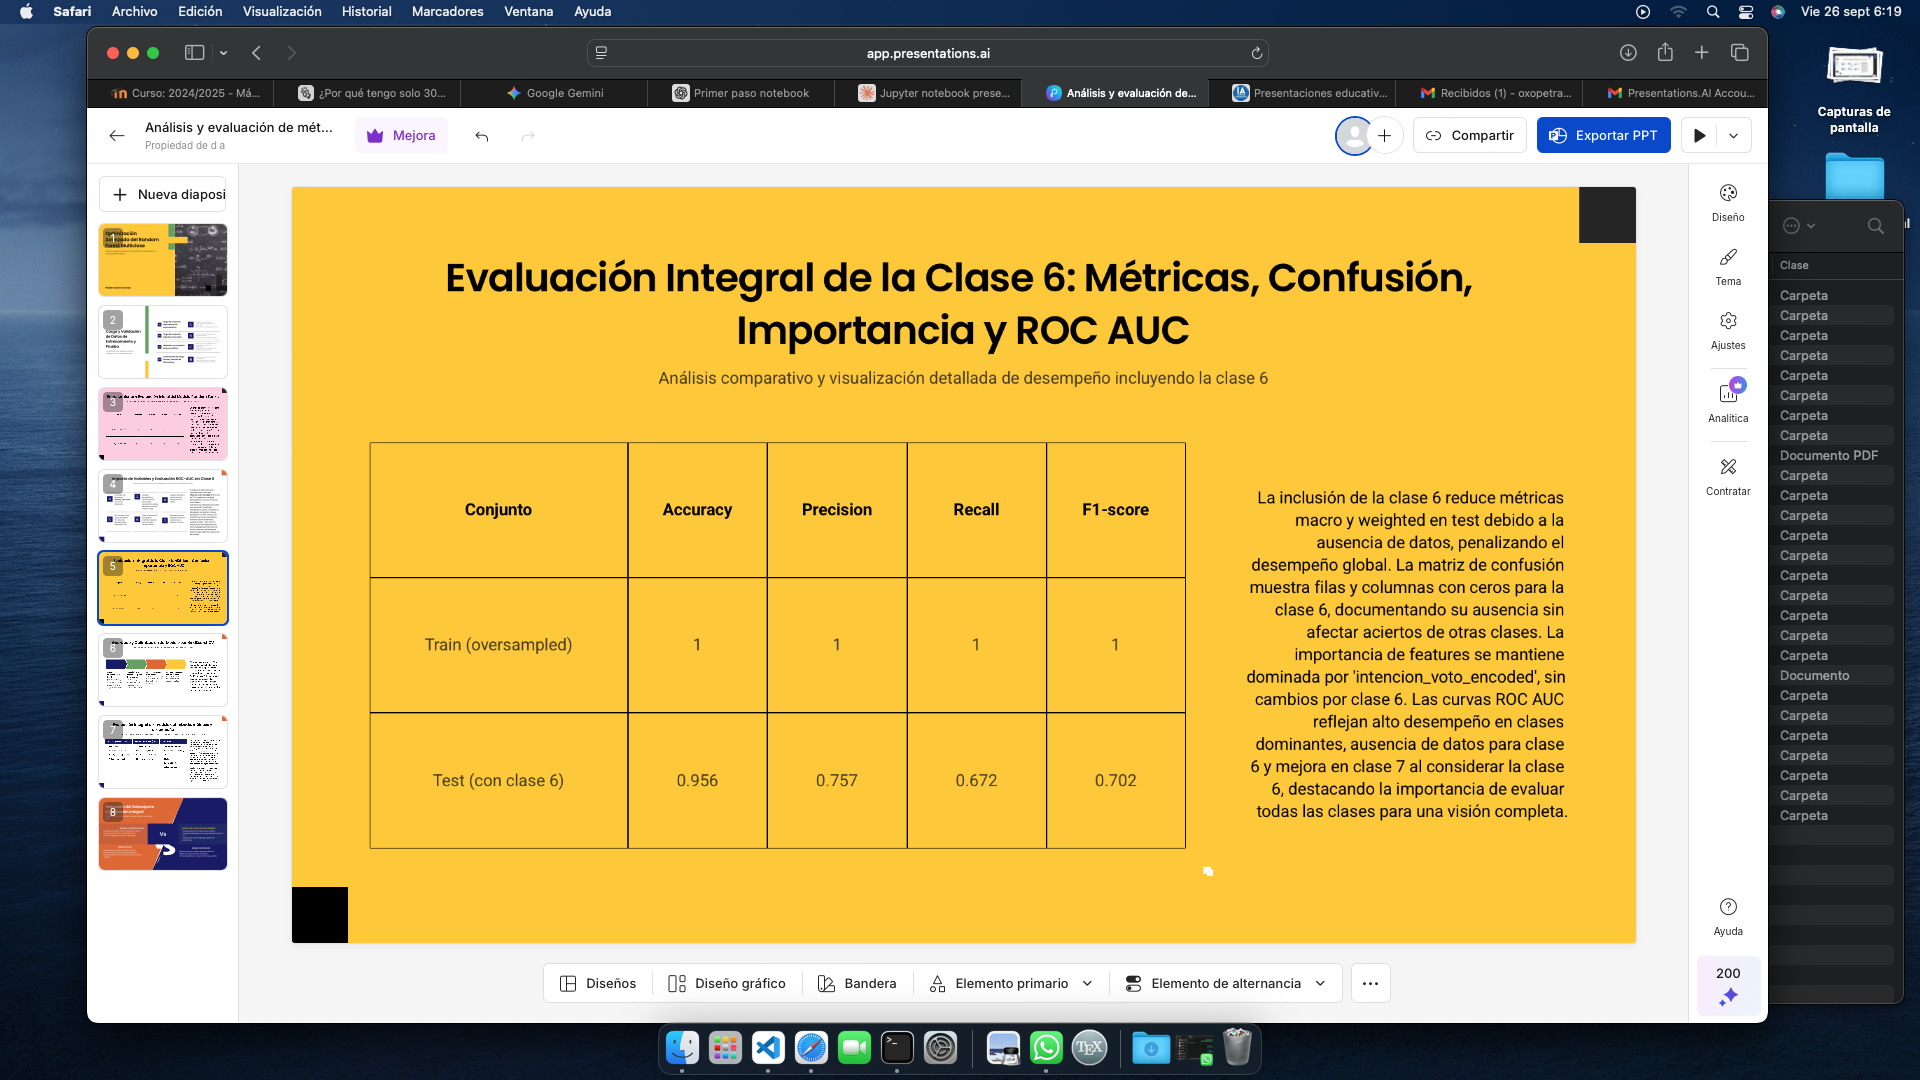 Safari Archivo Edición Visualización Historial Marcadores Ventana Ayuda
Vie 26 sept 6:19
app.presentations.ai
Curso: 2024/2025 - Má...
¿Por qué tengo solo 30...
Google Gemini
Primer paso notebook
Jupyter notebook prese...
Análisis y evaluación de...
Presentaciones educativ...
Recibidos (1) - oxopetra...
Presentations.AI Accou...
Análisis y evaluación de mét...
Propiedad de d a
Mejora
Compartir
Exportar PPT
Nueva diaposi
2
3
4
5
6
7
8
Evaluación Integral de la Clase 6: Métricas, Confusión,
Importancia y ROC AUC
Análisis comparativo y visualización detallada de desempeño incluyendo la clase 6
Conjunto Accuracy Precision Recall F1-score
Train (oversampled) 1 1 1 1
Test (con clase 6) 0.956 0.757 0.672 0.702
La inclusión de la clase 6 reduce métricas
macro y weighted en test debido a la
ausencia de datos, penalizando el
desempeño global. La matriz de confusión
muestra filas y columnas con ceros para la
clase 6, documentando su ausencia sin
afectar aciertos de otras clases. La
importancia de features se mantiene
dominada por 'intencion_voto_encoded', sin
cambios por clase 6. Las curvas ROC AUC
reflejan alto desempeño en clases
dominantes, ausencia de datos para clase
6 y mejora en clase 7 al considerar la clase
6, destacando la importancia de evaluar
todas las clases para una visión completa.
Diseños
Diseño gráfico
Bandera
Elemento primario
Elemento de alternancia
Diseño
Tema
Ajustes
Analítica
Contratar
Ayuda
200
Capturas de
pantalla
Clase
Carpeta
Carpeta
Carpeta
Carpeta
Carpeta
Carpeta
Carpeta
Carpeta
Documento PDF
Carpeta
Carpeta
Carpeta
Carpeta
Carpeta
Carpeta
Carpeta
Carpeta
Carpeta
Carpeta
Documento
Carpeta
Carpeta
Carpeta
Carpeta
Carpeta
Carpeta
Carpeta
TEX